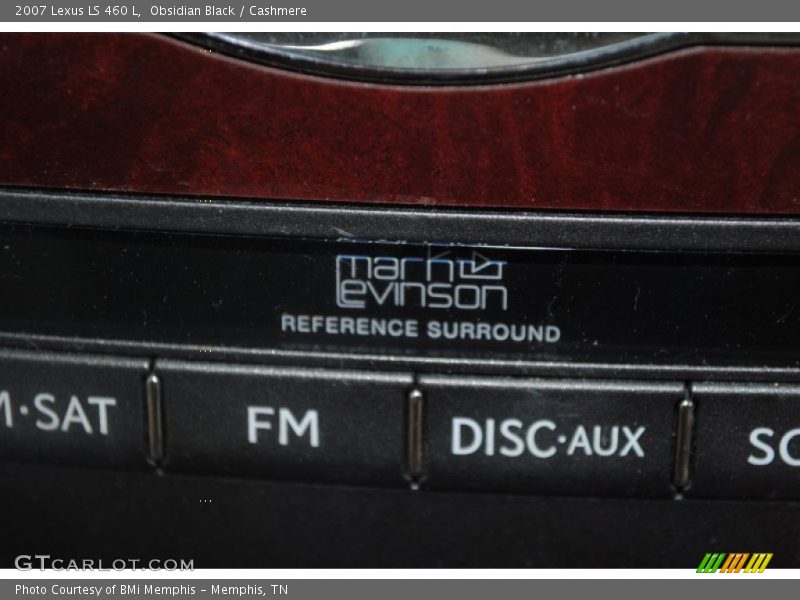 2007 Lexus LS 460 L, Obsidian Black / Cashmere
mark
Levinson
REFERENCE SURROUND
M·SAT FM DISC·AUX SC
GTCARLOT.COM
Photo Courtesy of BMi Memphis – Memphis, TN